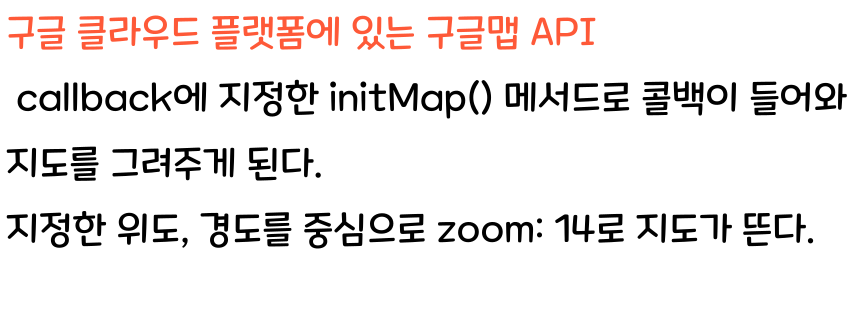 구글 클라우드 플랫폼에 있는 구글맵 API
callback에 지정한 initMap() 메서드로 콜백이 들어와
지도를 그려주게 된다.
지정한 위도, 경도를 중심으로 zoom: 14로 지도가 뜬다.